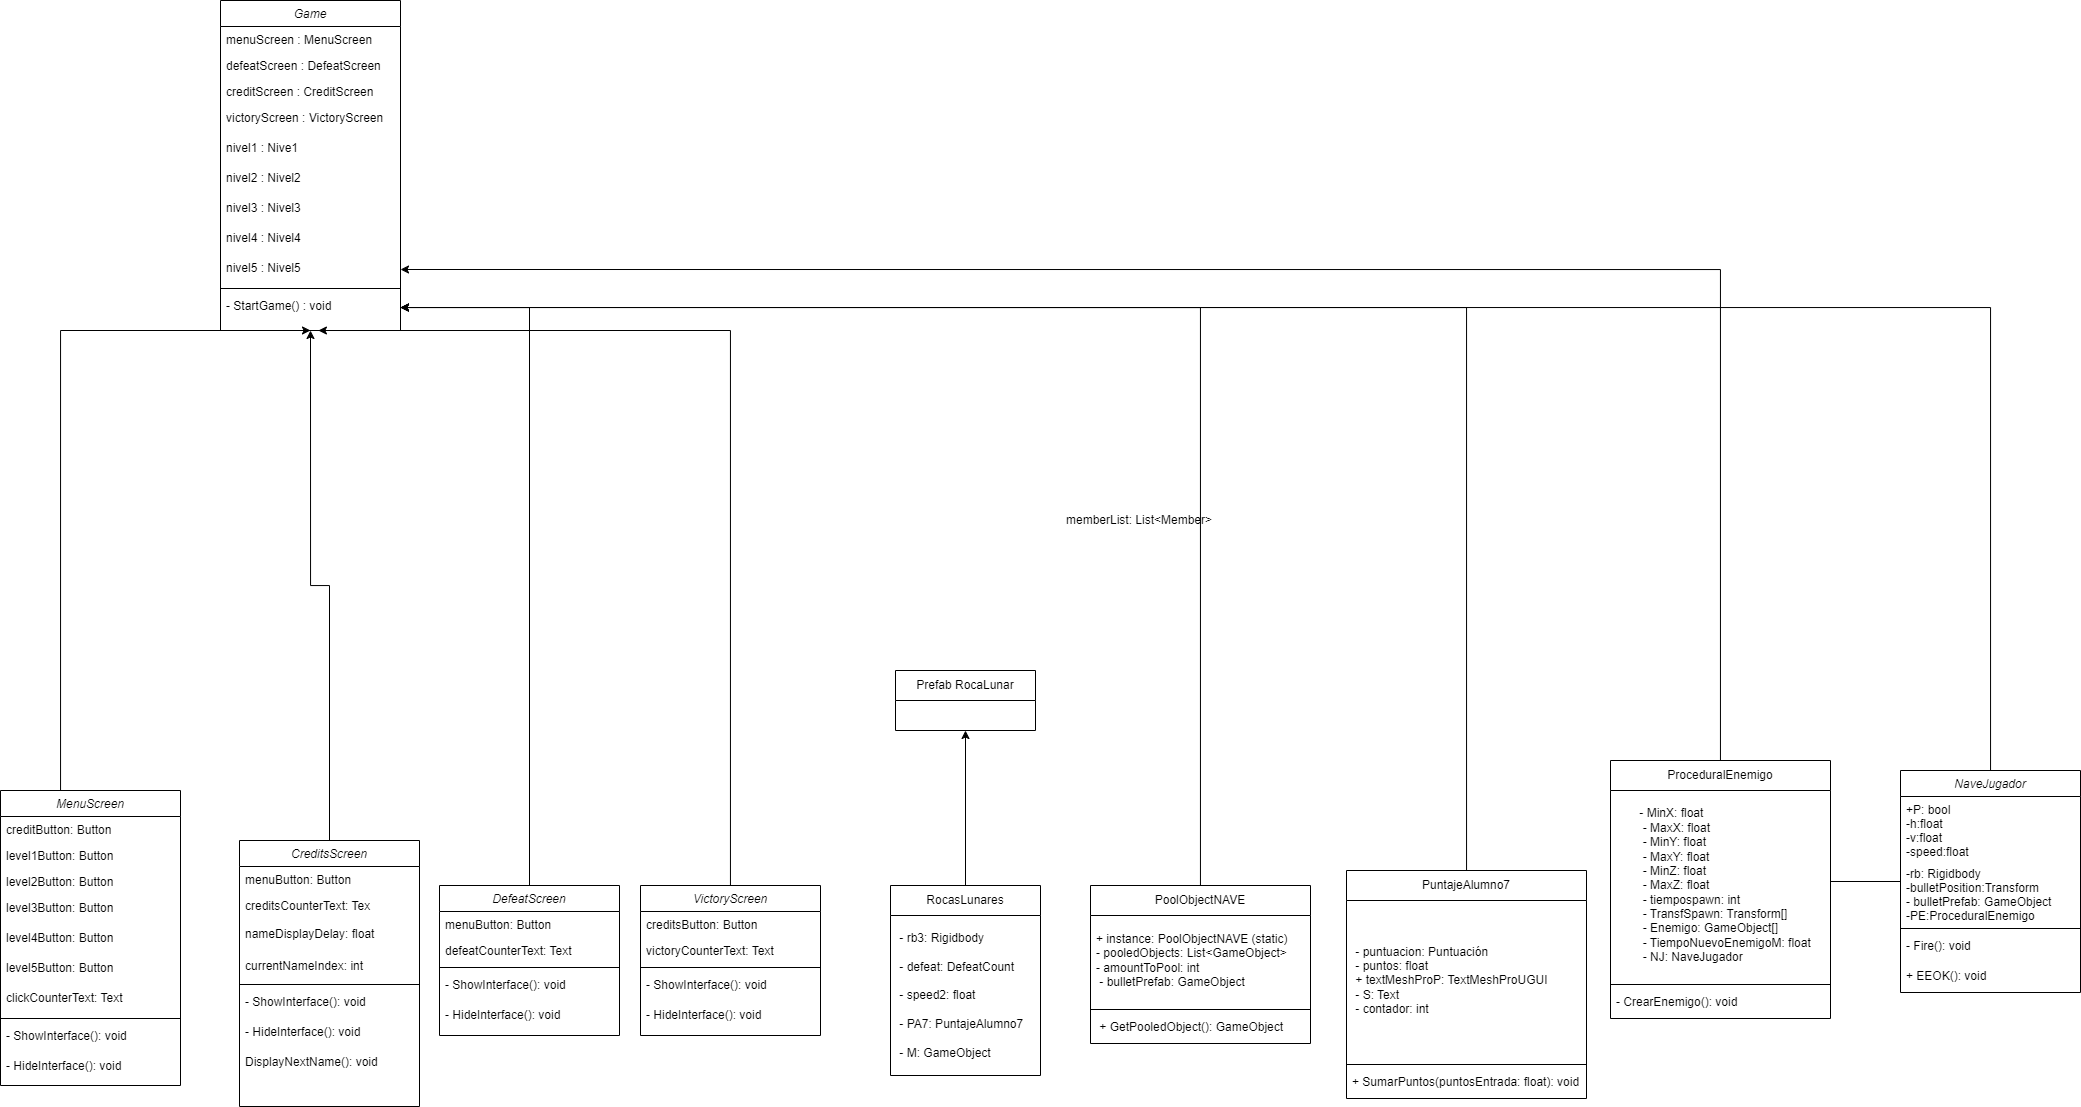 Game
menuScreen : MenuScreen
defeatScreen : DefeatScreen
creditScreen : CreditScreen
victoryScreen : VictoryScreen
nivel1 : Nive1
nivel2 : Nivel2
nivel3 : Nivel3
nivel4 : Nivel4
nivel5 : Nivel5
- StartGame() : void
memberList: List<Member>
Prefab RocaLunar
MenuScreen
creditButton: Button
level1Button: Button
level2Button: Button
level3Button: Button
level4Button: Button
level5Button: Button
clickCounterText: Text
- ShowInterface(): void
- HideInterface(): void
CreditsScreen
menuButton: Button
creditsCounterText: Tex
nameDisplayDelay: float
currentNameIndex: int
- ShowInterface(): void
- HideInterface(): void
DisplayNextName(): void
DefeatScreen
menuButton: Button
defeatCounterText: Text
- ShowInterface(): void
- HideInterface(): void
VictoryScreen
creditsButton: Button
victoryCounterText: Text
- ShowInterface(): void
- HideInterface(): void
RocasLunares
- rb3: Rigidbody
- defeat: DefeatCount
- speed2: float
- PA7: PuntajeAlumno7
- M: GameObject
PoolObjectNAVE
+ instance: PoolObjectNAVE (static)
- pooledObjects: List<GameObject>
- amountToPool: int
- bulletPrefab: GameObject
+ GetPooledObject(): GameObject
PuntajeAlumno7
- puntuacion: Puntuación
- puntos: float
+ textMeshProP: TextMeshProUGUI
- S: Text
- contador: int
+ SumarPuntos(puntosEntrada: float): void
ProceduralEnemigo
- MinX: float
- MaxX: float
- MinY: float
- MaxY: float
- MinZ: float
- MaxZ: float
- tiempospawn: int
- TransfSpawn: Transform[]
- Enemigo: GameObject[]
- TiempoNuevoEnemigoM: float
- NJ: NaveJugador
- CrearEnemigo(): void
NaveJugador
+P: bool
-h:float
-v:float
-speed:float
-rb: Rigidbody
-bulletPosition:Transform
- bulletPrefab: GameObject
-PE:ProceduralEnemigo
- Fire(): void
+ EEOK(): void